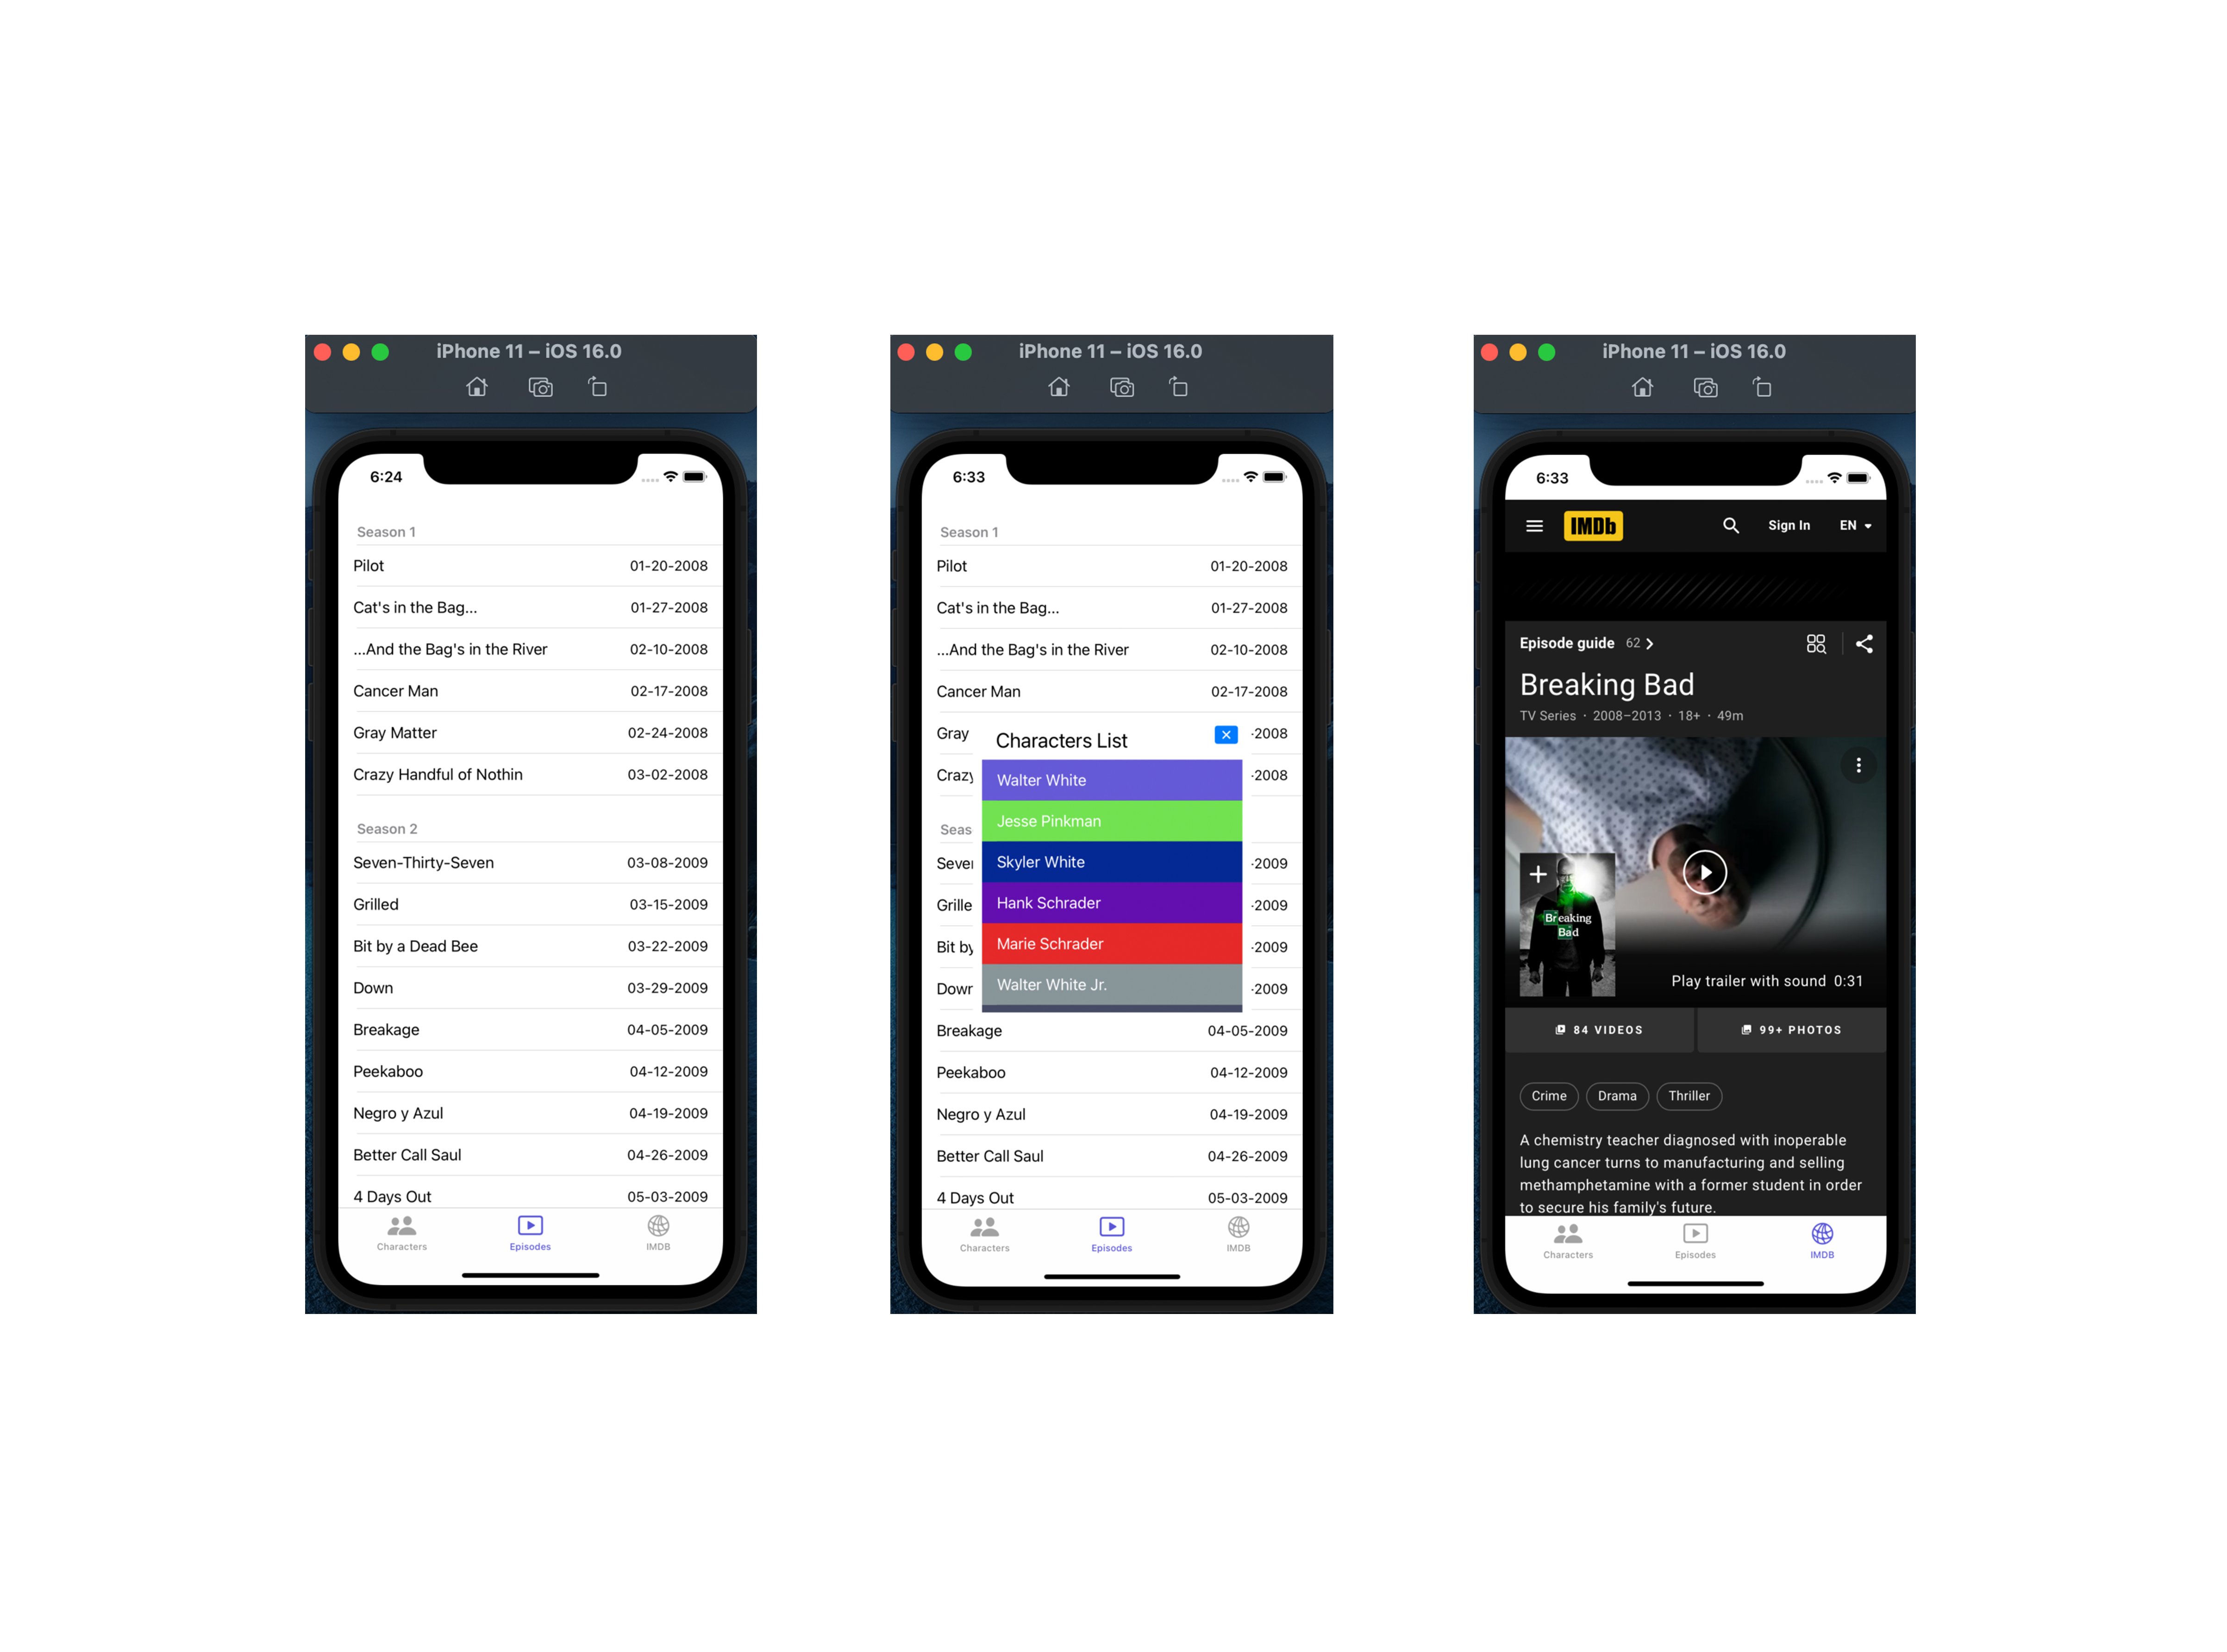 iPhone 11 – iOS 16.0
6:24
Season 1
Pilot 01-20-2008
Cat's in the Bag... 01-27-2008
...And the Bag's in the River 02-10-2008
Cancer Man 02-17-2008
Gray Matter 02-24-2008
Crazy Handful of Nothin 03-02-2008
Season 2
Seven-Thirty-Seven 03-08-2009
Grilled 03-15-2009
Bit by a Dead Bee 03-22-2009
Down 03-29-2009
Breakage 04-05-2009
Peekaboo 04-12-2009
Negro y Azul 04-19-2009
Better Call Saul 04-26-2009
4 Days Out 05-03-2009
Characters Episodes IMDB
iPhone 11 – iOS 16.0
6:33
Season 1
Pilot 01-20-2008
Cat's in the Bag... 01-27-2008
...And the Bag's in the River 02-10-2008
Cancer Man 02-17-2008
Gray -2008
Characters List
Crazy -2008
Walter White
Jesse Pinkman
Seas
Skyler White
Seve -2009
Hank Schrader
Grille -2009
Marie Schrader
Bit by -2009
Walter White Jr.
Dow -2009
Breakage 04-05-2009
Peekaboo 04-12-2009
Negro y Azul 04-19-2009
Better Call Saul 04-26-2009
4 Days Out 05-03-2009
Characters Episodes IMDB
iPhone 11 – iOS 16.0
6:33
IMDb Sign In EN
Episode guide 62
Breaking Bad
TV Series · 2008–2013 · 18+ · 49m
Breaking
Bad
Play trailer with sound 0:31
84 VIDEOS 99+ PHOTOS
Crime Drama Thriller
A chemistry teacher diagnosed with inoperable
lung cancer turns to manufacturing and selling
methamphetamine with a former student in order
to secure his family's future.
Characters Episodes IMDB